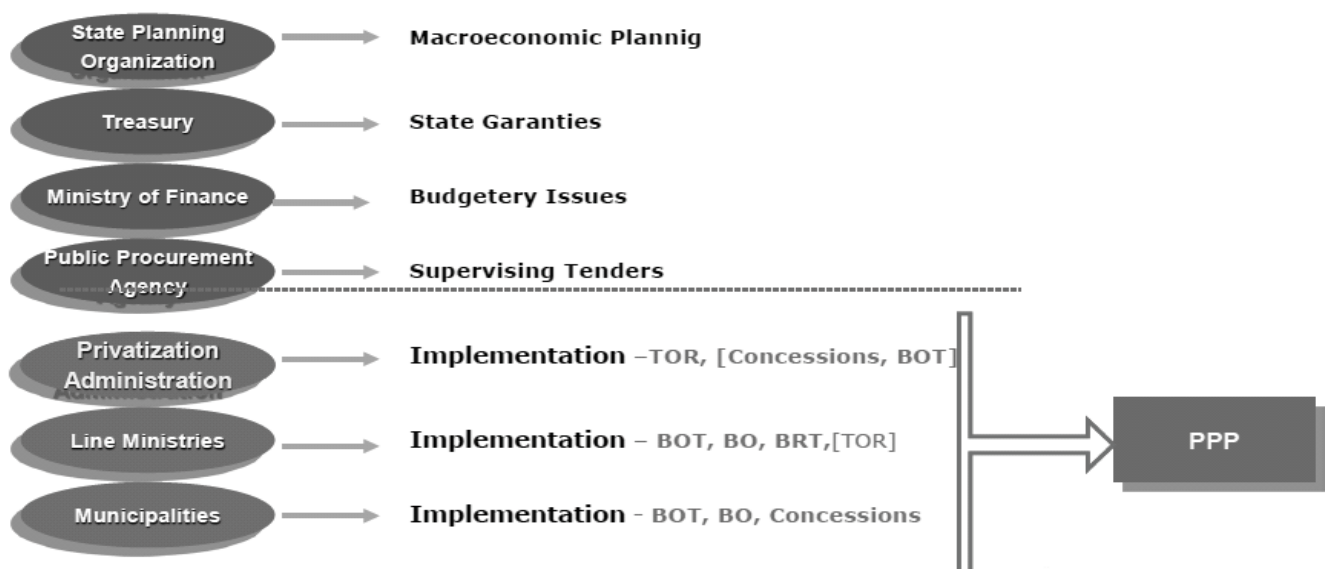 State Planning
Organization
Macroeconomic Plannig
Treasury
State Garanties
Ministry of Finance
Budgetery Issues
Public Procurement
Agency
Supervising Tenders
Privatization
Administration
Implementation –TOR, [Concessions, BOT]
Line Ministries
Implementation – BOT, BO, BRT,[TOR]
PPP
Municipalities
Implementation - BOT, BO, Concessions